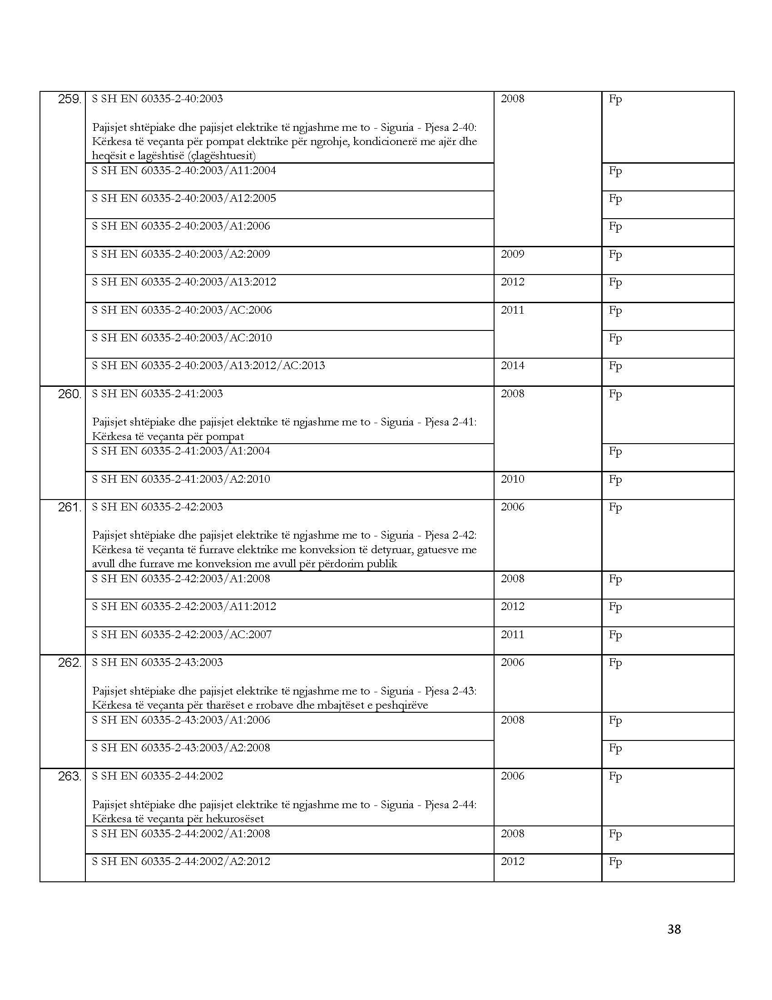 259. S SH EN 60335-2-40:2003 2008 Fp
Pajisjet shtëpiake dhe pajisjet elektrike të ngjashme me to - Siguria - Pjesa 2-40:
Kërkesa të veçanta për pompat elektrike për ngrohje, kondicionerë me ajër dhe
heqësit e lagështisë (çlagështuesit)
S SH EN 60335-2-40:2003/A11:2004 Fp
S SH EN 60335-2-40:2003/A12:2005 Fp
S SH EN 60335-2-40:2003/A1:2006 Fp
S SH EN 60335-2-40:2003/A2:2009 2009 Fp
S SH EN 60335-2-40:2003/A13:2012 2012 Fp
S SH EN 60335-2-40:2003/AC:2006 2011 Fp
S SH EN 60335-2-40:2003/AC:2010 Fp
S SH EN 60335-2-40:2003/A13:2012/AC:2013 2014 Fp
260. S SH EN 60335-2-41:2003 2008 Fp
Pajisjet shtëpiake dhe pajisjet elektrike të ngjashme me to - Siguria - Pjesa 2-41:
Kërkesa të veçanta për pompat
S SH EN 60335-2-41:2003/A1:2004 Fp
S SH EN 60335-2-41:2003/A2:2010 2010 Fp
261. S SH EN 60335-2-42:2003 2006 Fp
Pajisjet shtëpiake dhe pajisjet elektrike të ngjashme me to - Siguria - Pjesa 2-42:
Kërkesa të veçanta të furrave elektrike me konveksion të detyruar, gatuesve me
avull dhe furrave me konveksion me avull për përdorim publik
S SH EN 60335-2-42:2003/A1:2008 2008 Fp
S SH EN 60335-2-42:2003/A11:2012 2012 Fp
S SH EN 60335-2-42:2003/AC:2007 2011 Fp
262. S SH EN 60335-2-43:2003 2006 Fp
Pajisjet shtëpiake dhe pajisjet elektrike të ngjashme me to - Siguria - Pjesa 2-43:
Kërkesa të veçanta për tharëset e rrobave dhe mbajtëset e peshqirëve
S SH EN 60335-2-43:2003/A1:2006 2008 Fp
S SH EN 60335-2-43:2003/A2:2008 Fp
263. S SH EN 60335-2-44:2002 2006 Fp
Pajisjet shtëpiake dhe pajisjet elektrike të ngjashme me to - Siguria - Pjesa 2-44:
Kërkesa të veçanta për hekurosëset
S SH EN 60335-2-44:2002/A1:2008 2008 Fp
S SH EN 60335-2-44:2002/A2:2012 2012 Fp
38